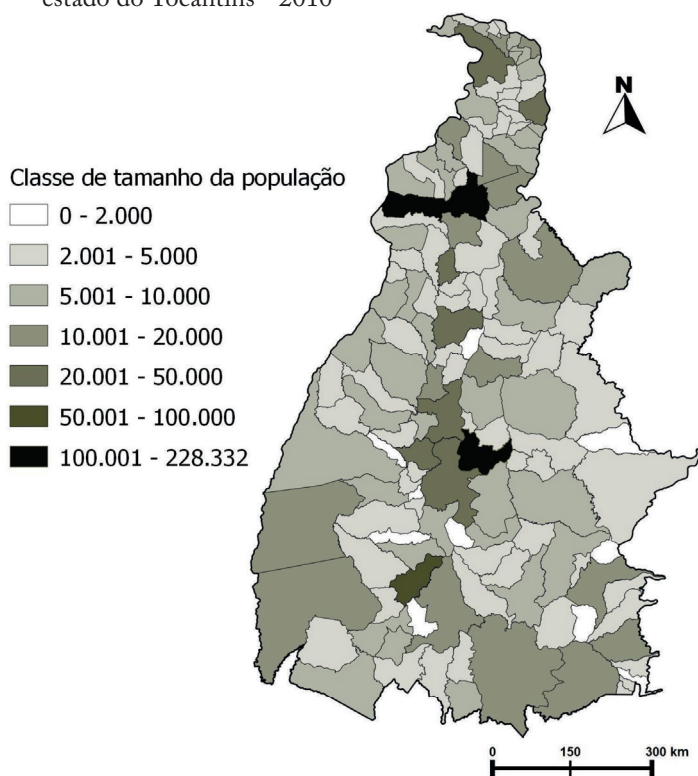 estado do Tocantins - 2010
N
Classe de tamanho da população
0 - 2.000
2.001 - 5.000
5.001 - 10.000
10.001 - 20.000
20.001 - 50.000
50.001 - 100.000
100.001 - 228.332
0 150 300 km